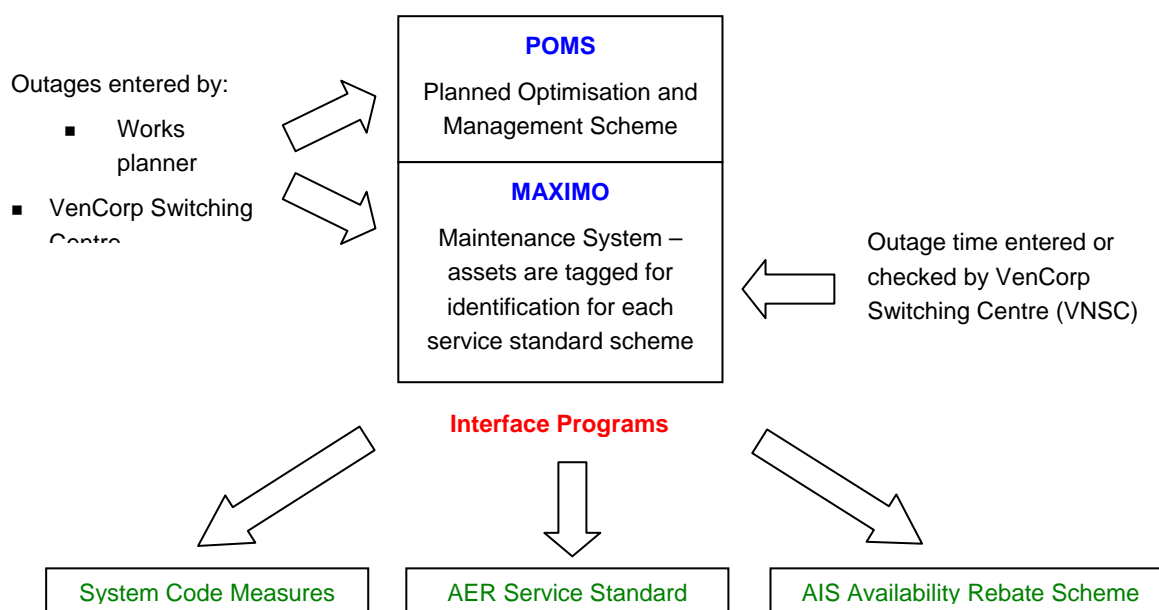 POMS
Planned Optimisation and
Management Scheme
Outages entered by:
■ Works
planner
■ VenCorp Switching
Centre
MAXIMO
Maintenance System –
assets are tagged for
identification for each
service standard scheme
Outage time entered or
checked by VenCorp
Switching Centre (VNSC)
Interface Programs
System Code Measures
AER Service Standard
AIS Availability Rebate Scheme